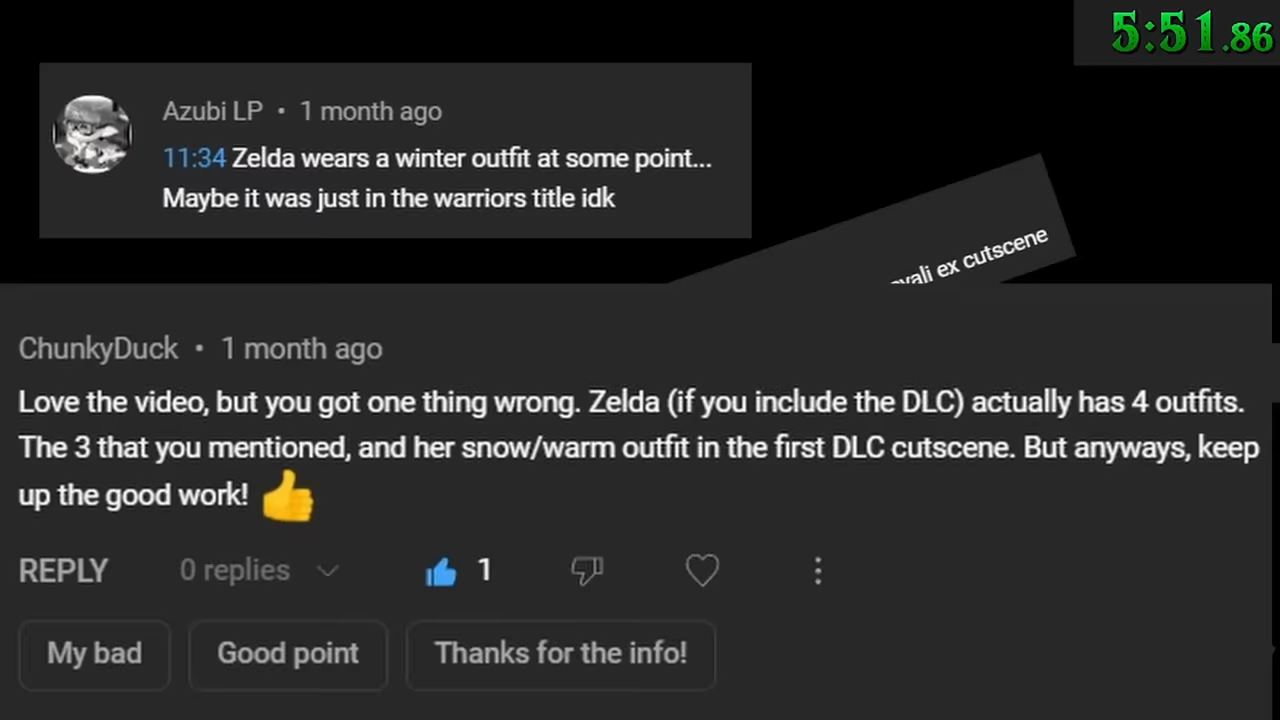 5:51.86
Azubi LP • 1 month ago
11:34 Zelda wears a winter outfit at some point...
Maybe it was just in the warriors title idk
ex cutscene
ChunkyDuck • 1 month ago
Love the video, but you got one thing wrong. Zelda (if you include the DLC) actually has 4 outfits.
The 3 that you mentioned, and her snow/warm outfit in the first DLC cutscene. But anyways, keep
up the good work! 👍
REPLY 0 replies 1
My bad Good point Thanks for the info!